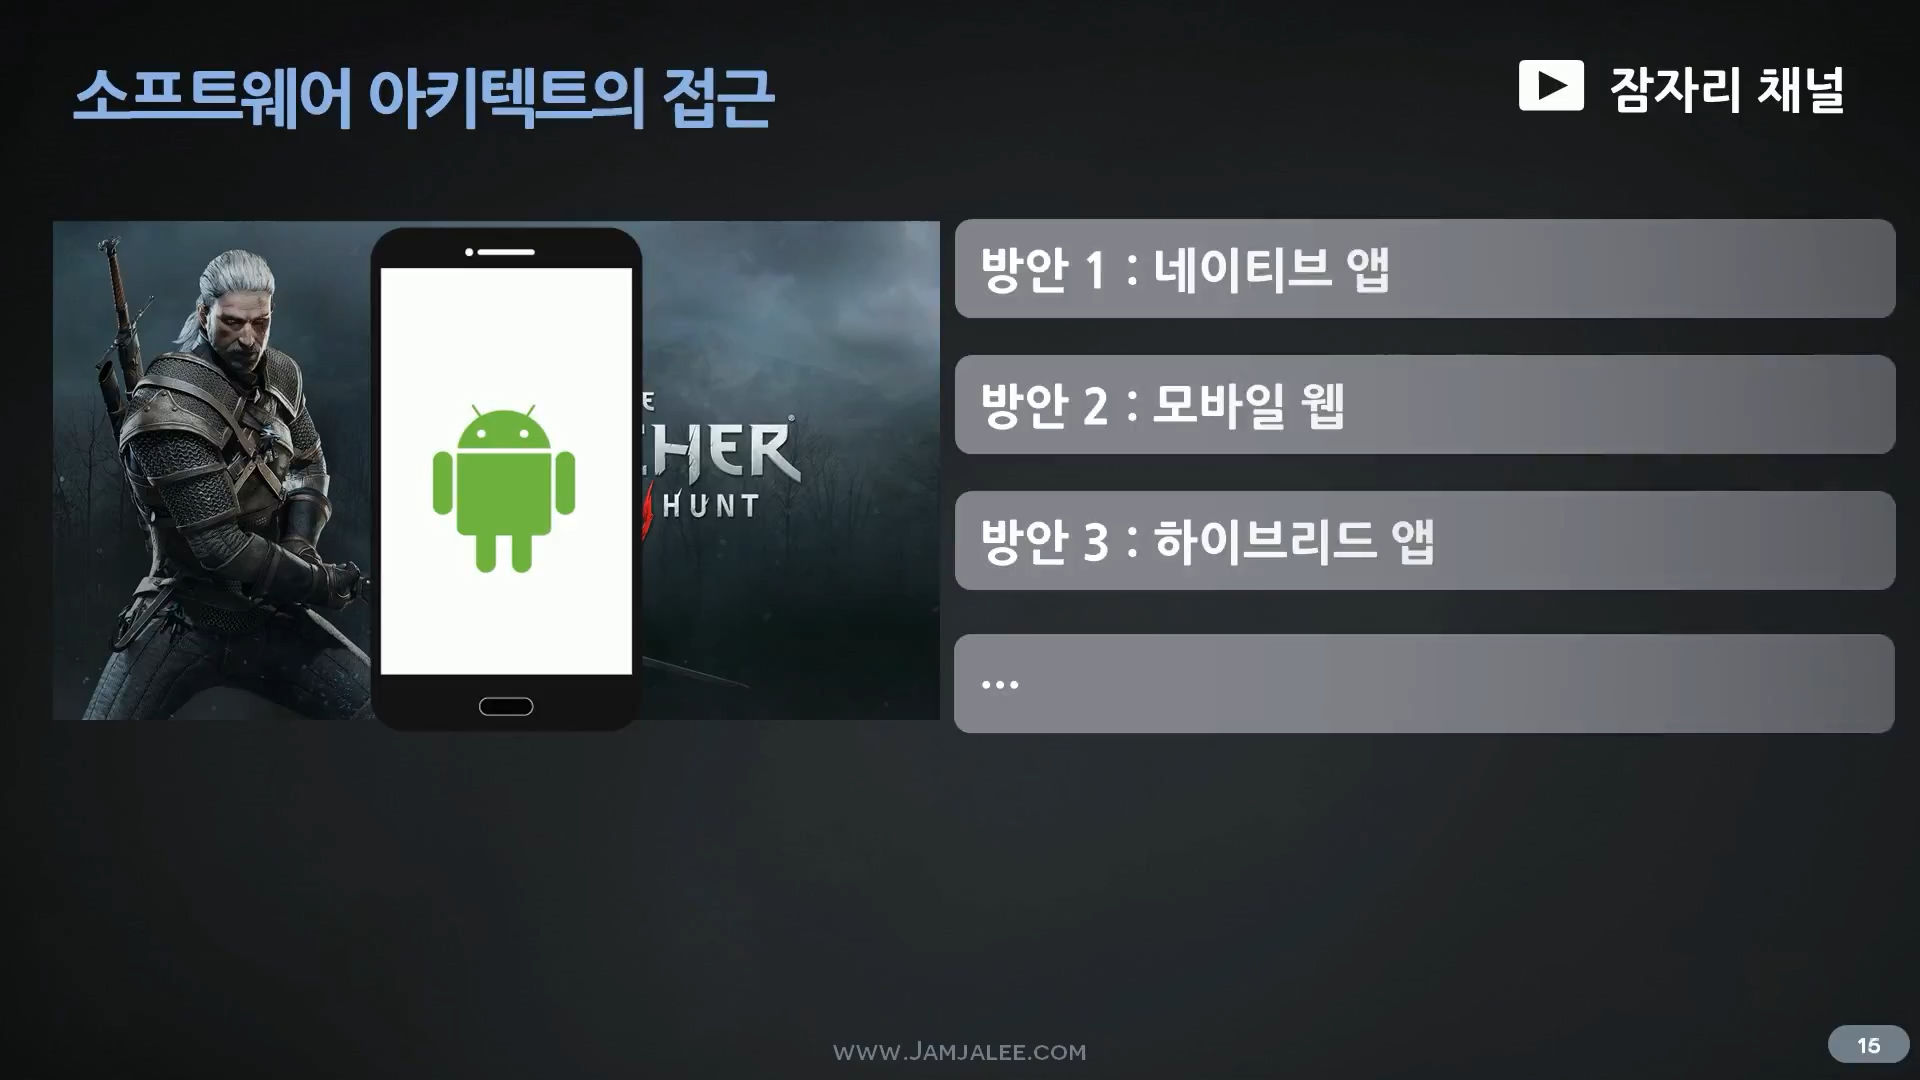 소프트웨어 아키텍트의 접근
잠자리 채널
E
CHER
HUNT
방안 1 : 네이티브 앱
방안 2 : 모바일 웹
방안 3 : 하이브리드 앱
...
www.Jamjalee.com
15